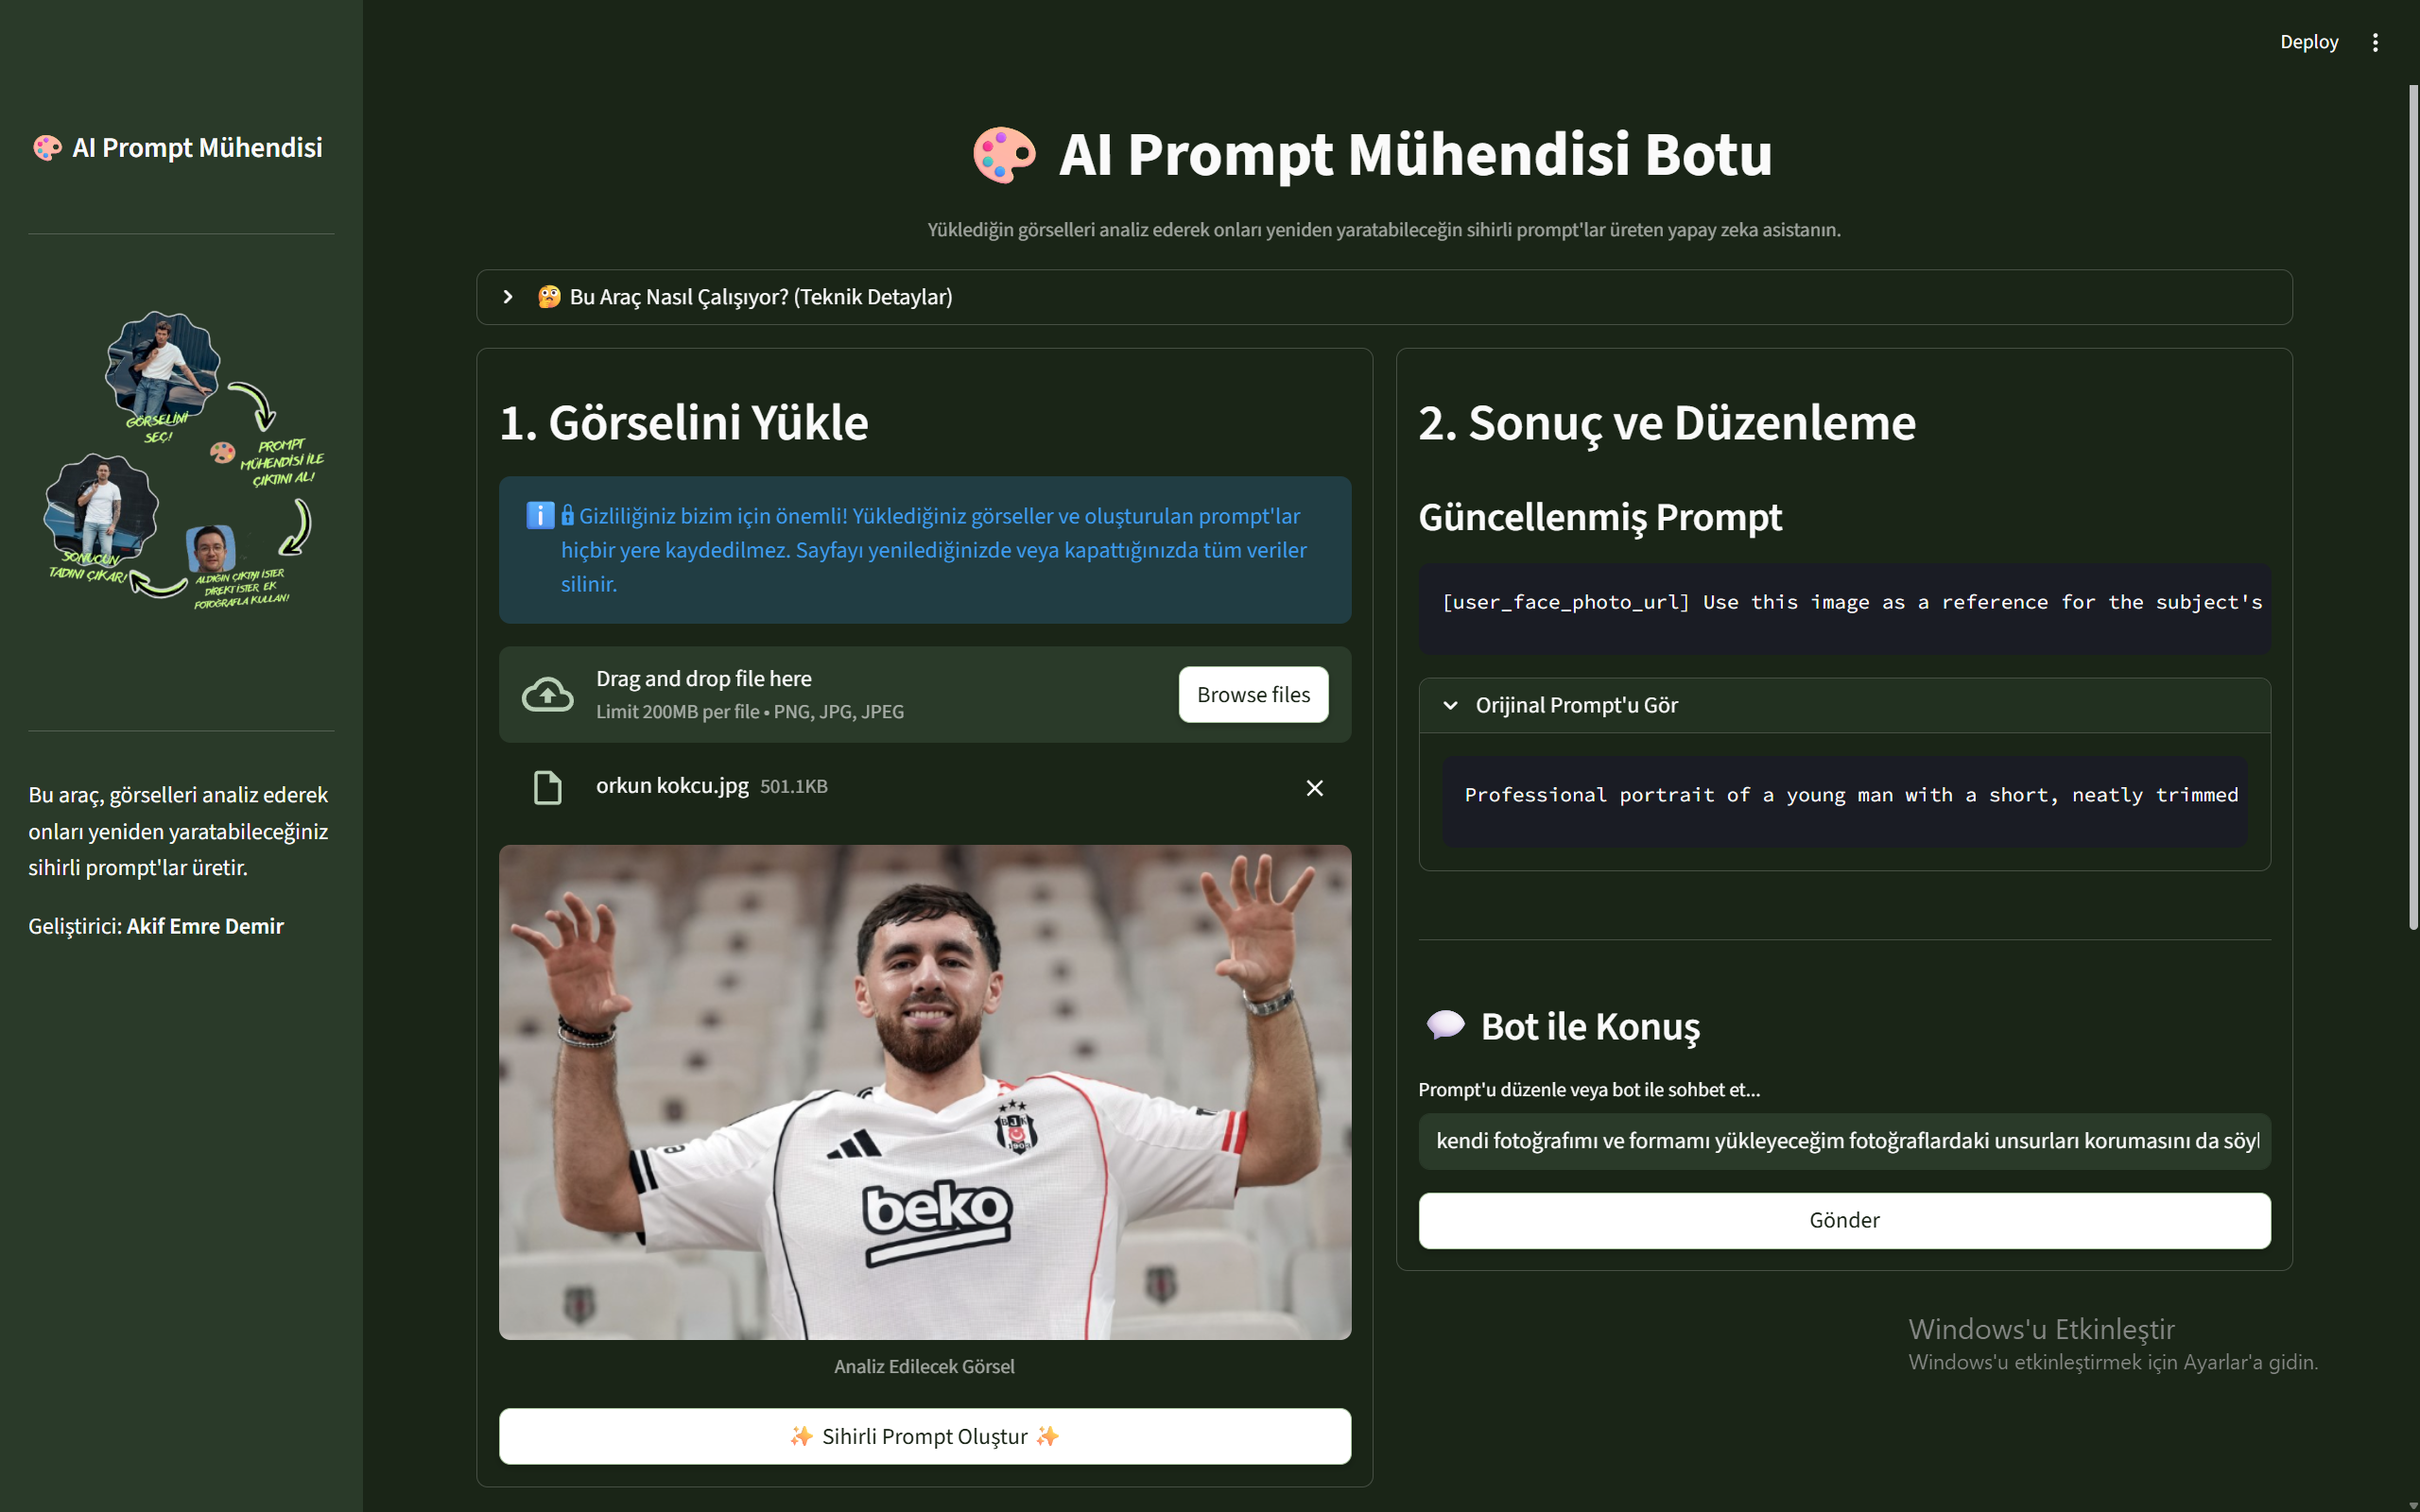 Deploy
🎨 AI Prompt Mühendisi
GÖRSELİNİ
SEÇ!
PROMPT
MÜHENDİSİ İLE
ÇIKTINI AL!
SONUCUN
TADINI ÇIKAR!
ALDIĞIN ÇIKTIYI İSTER
DİREKT İSTER EK
FOTOĞRAFLA KULLAN!
Bu araç, görselleri analiz ederek
onları yeniden yaratabileceğiniz
sihirli prompt'lar üretir.
Geliştirici: Akif Emre Demir
🎨 AI Prompt Mühendisi Botu
Yüklediğin görselleri analiz ederek onları yeniden yaratabileceğin sihirli prompt'lar üreten yapay zeka asistanın.
🤔 Bu Araç Nasıl Çalışıyor? (Teknik Detaylar)
1. Görselini Yükle
ℹ️ 🔒 Gizliliğiniz bizim için önemli! Yüklediğiniz görseller ve oluşturulan prompt'lar
hiçbir yere kaydedilmez. Sayfayı yenilediğinizde veya kapattığınızda tüm veriler
silinir.
Drag and drop file here
Limit 200MB per file • PNG, JPG, JPEG
Browse files
orkun kokcu.jpg 501.1KB
BJK
1903
beko
Analiz Edilecek Görsel
✨ Sihirli Prompt Oluştur ✨
2. Sonuç ve Düzenleme
Güncellenmiş Prompt
[user_face_photo_url] Use this image as a reference for the subject's
Orijinal Prompt'u Gör
Professional portrait of a young man with a short, neatly trimmed
💬 Bot ile Konuş
Prompt'u düzenle veya bot ile sohbet et...
kendi fotoğrafımı ve formamı yükleyeceğim fotoğraflardaki unsurları korumasını da söyl
Gönder
Windows'u Etkinleştir
Windows'u etkinleştirmek için Ayarlar'a gidin.